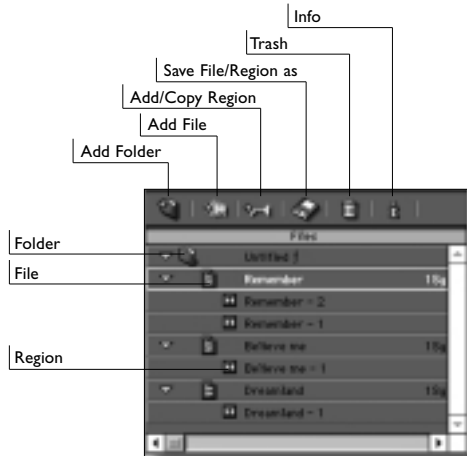 Info
Trash
Save File/Region as
Add/Copy Region
Add File
Add Folder
Files
Folder
Untitled f
File
Remember
Remember - 2
Remember - 1
Believe me
Region
Believe me - 1
Dreamland
Dreamland - 1